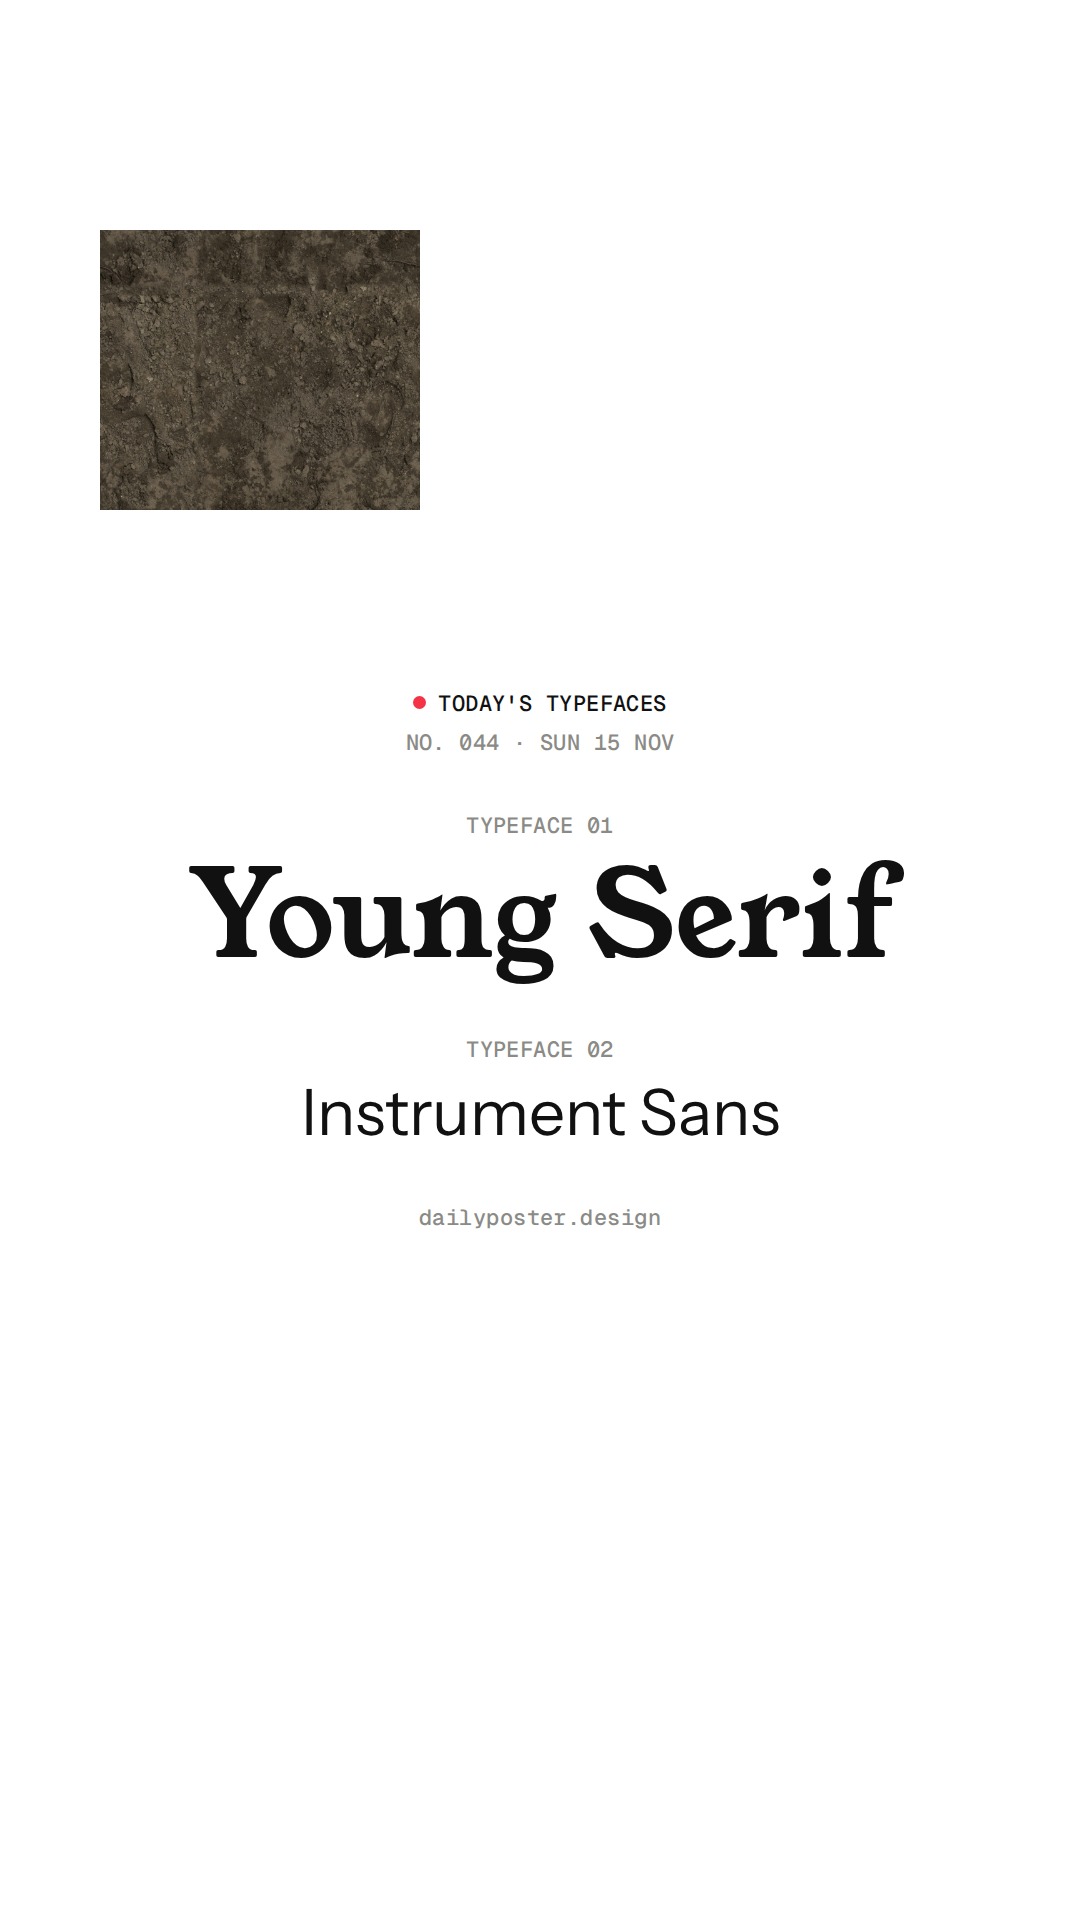 TODAY'S TYPEFACES
NO. 044 · SUN 15 NOV
TYPEFACE 01
Young Serif
TYPEFACE 02
Instrument Sans
dailyposter.design